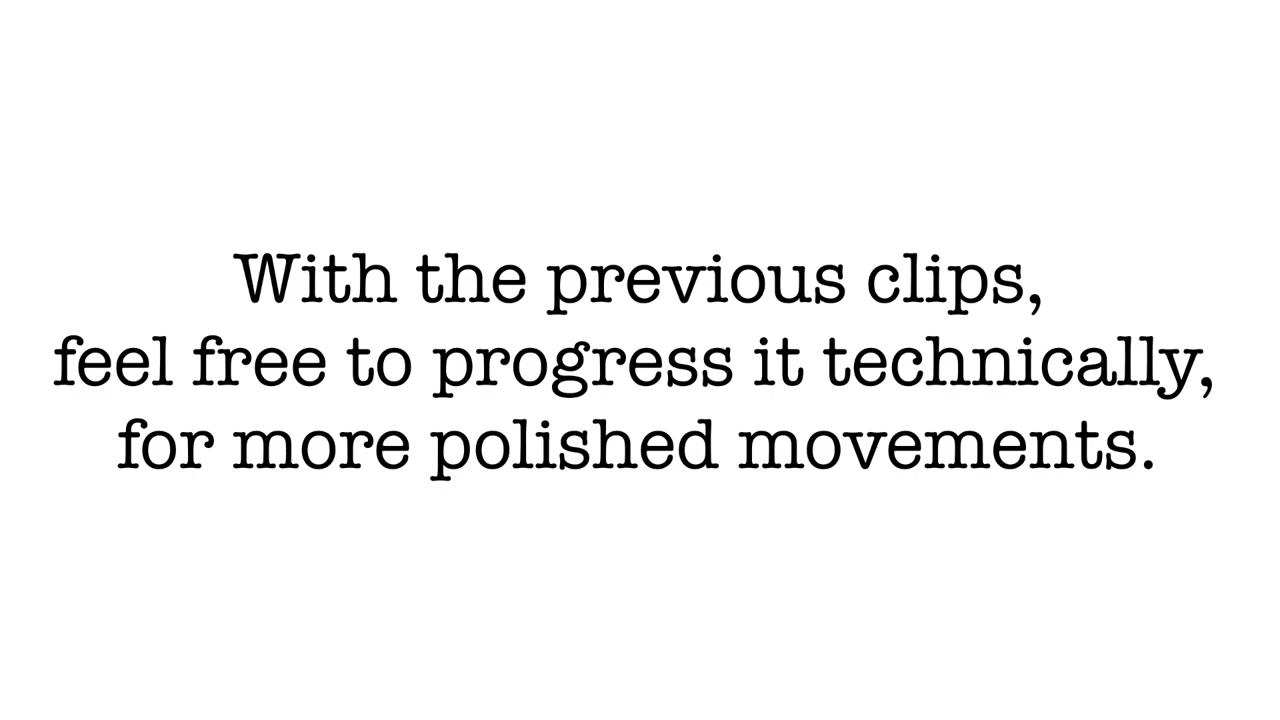 With the previous clips,
feel free to progress it technically,
for more polished movements.